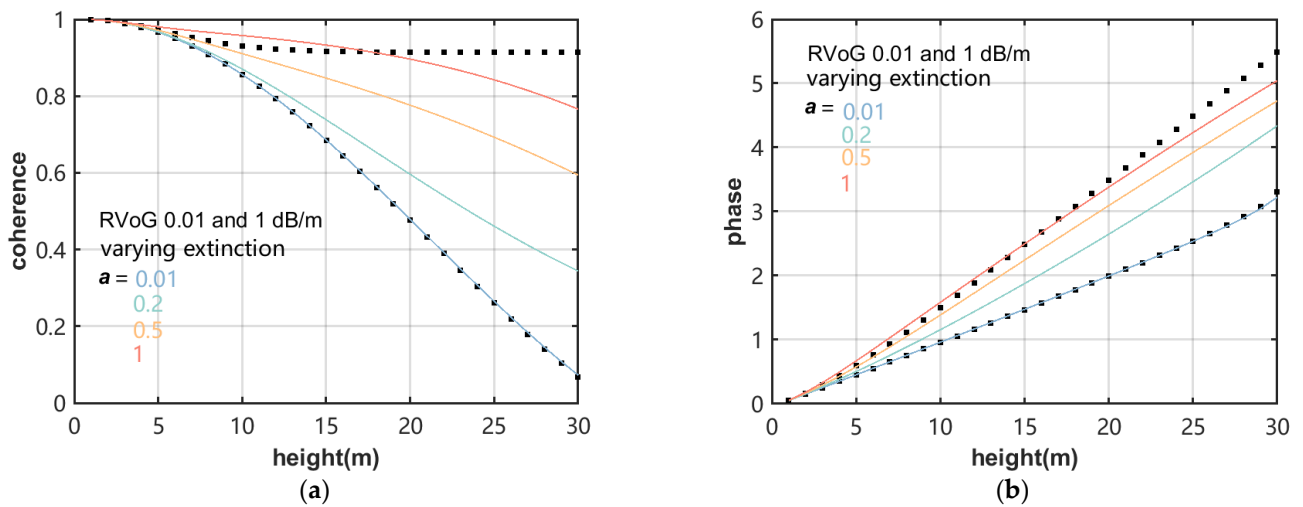 1
0.8
0.6
0.4
0.2
0
coherence
RVoG 0.01 and 1 dB/m
varying extinction
a = 0.01
0.2
0.5
1
0 5 10 15 20 25 30
height(m)
(a)
6
5
4
3
2
1
0
phase
RVoG 0.01 and 1 dB/m
varying extinction
a = 0.01
0.2
0.5
1
0 5 10 15 20 25 30
height(m)
(b)